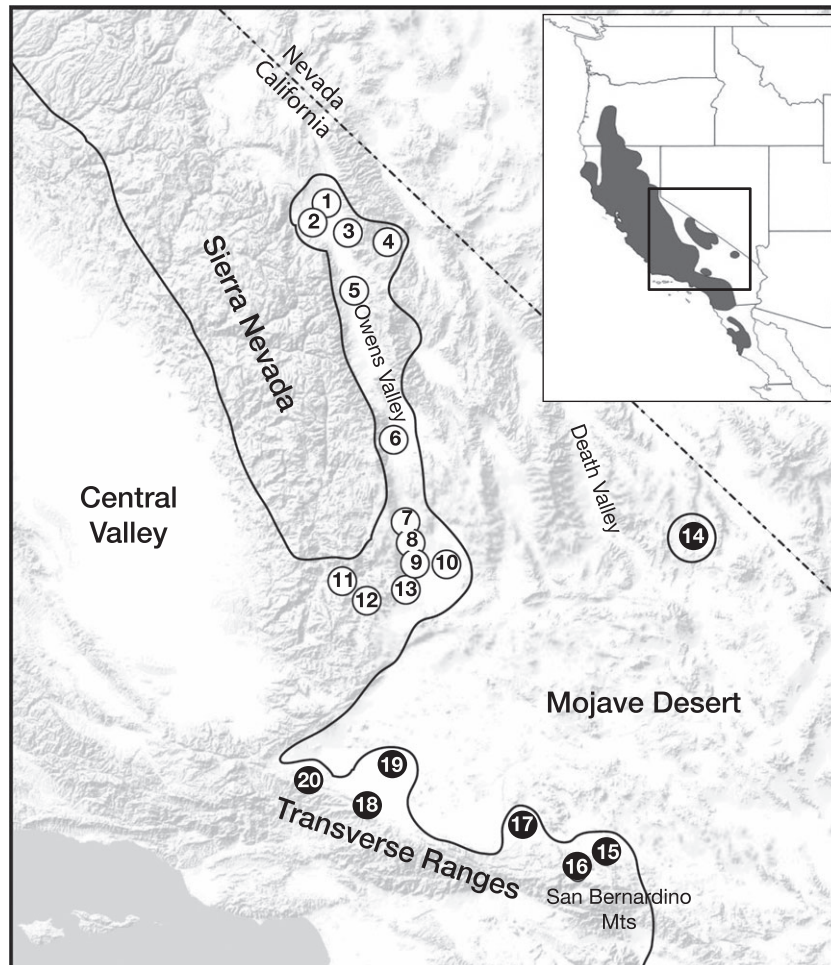 Nevada
California
1
2
3
4
Sierra Nevada
5
Owens Valley
6
Death Valley
Central
Valley
7
8
9
10
14
11
12
13
Mojave Desert
19
20
18
Transverse Ranges
17
15
16
San Bernardino
Mts